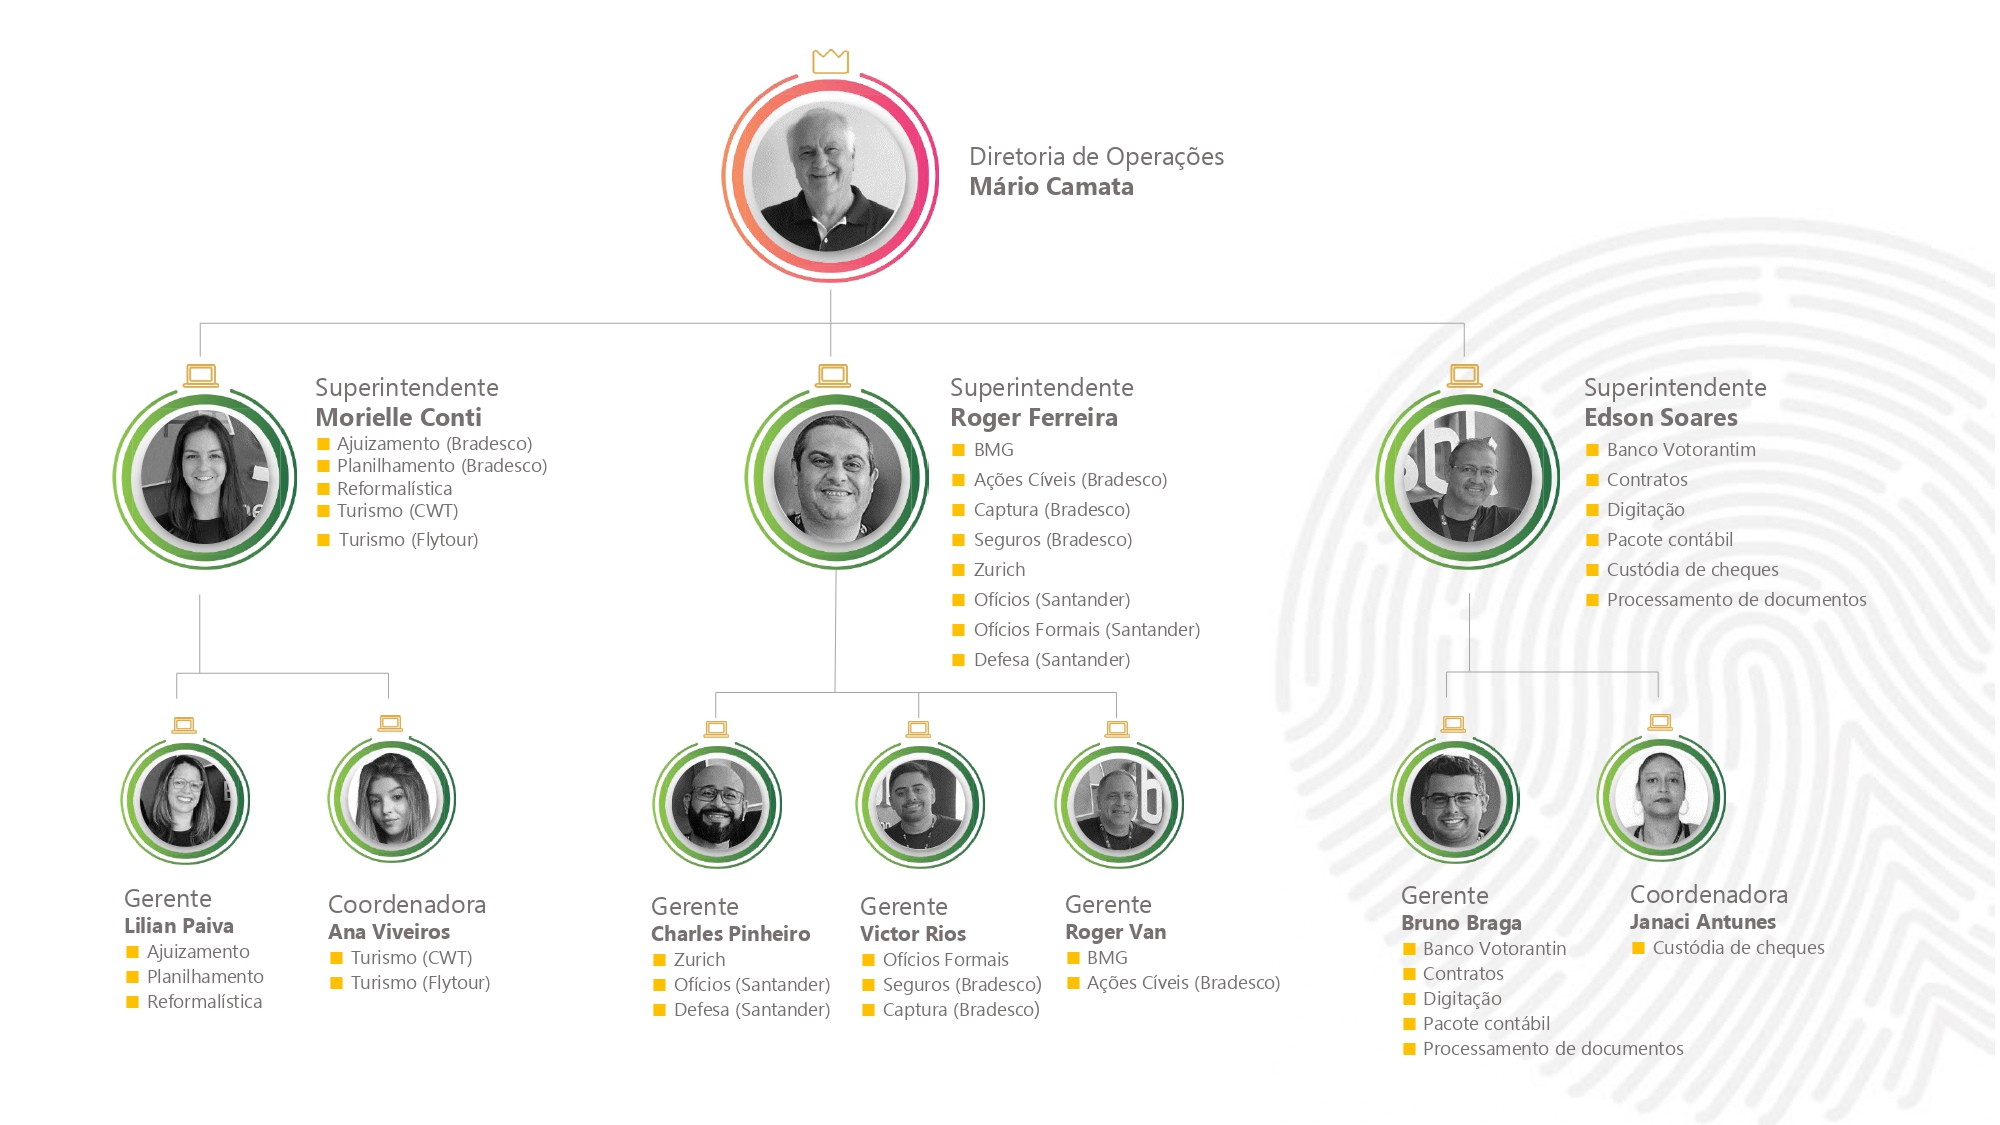 Diretoria de Operações
Mário Camata
Superintendente
Morielle Conti
Ajuizamento (Bradesco)
Planilhamento (Bradesco)
Reformalística
Turismo (CWT)
Turismo (Flytour)
Superintendente
Roger Ferreira
BMG
Ações Cíveis (Bradesco)
Captura (Bradesco)
Seguros (Bradesco)
Zurich
Ofícios (Santander)
Ofícios Formais (Santander)
Defesa (Santander)
Superintendente
Edson Soares
Banco Votorantim
Contratos
Digitação
Pacote contábil
Custódia de cheques
Processamento de documentos
Gerente
Lilian Paiva
Ajuizamento
Planilhamento
Reformalística
Coordenadora
Ana Viveiros
Turismo (CWT)
Turismo (Flytour)
Gerente
Charles Pinheiro
Zurich
Ofícios (Santander)
Defesa (Santander)
Gerente
Victor Rios
Ofícios Formais
Seguros (Bradesco)
Captura (Bradesco)
Gerente
Roger Van
BMG
Ações Cíveis (Bradesco)
Gerente
Bruno Braga
Banco Votorantin
Contratos
Digitação
Pacote contábil
Processamento de documentos
Coordenadora
Janaci Antunes
Custódia de cheques